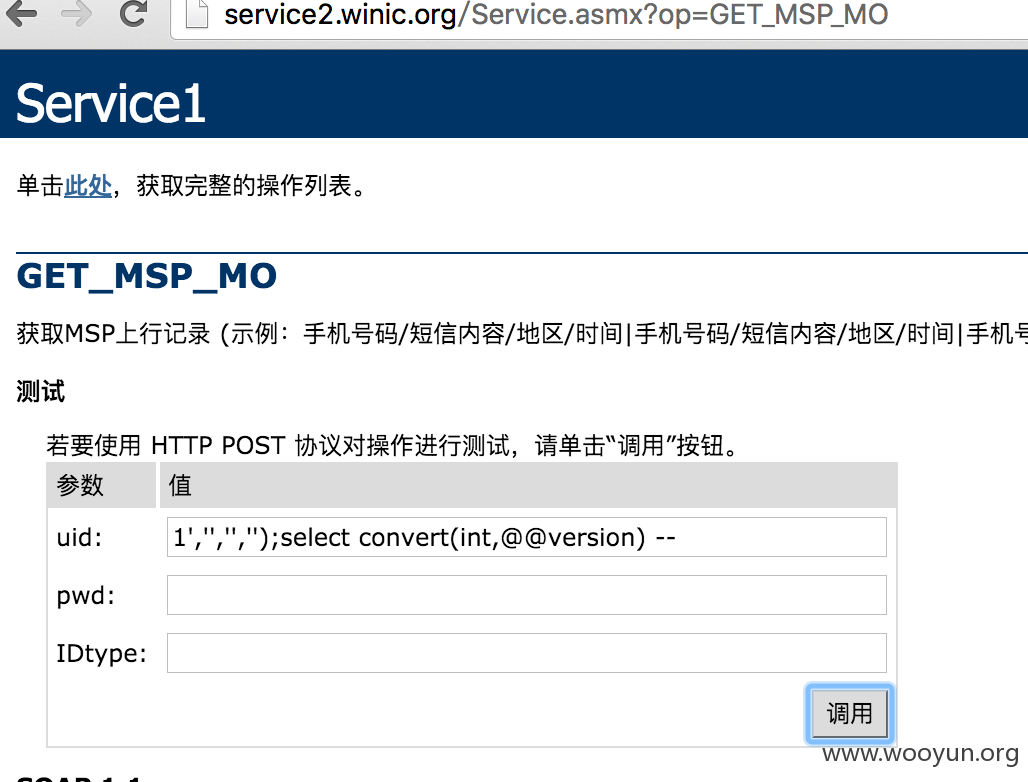 service2.winic.org/Service.asmx?op=GET_MSP_MO
Service1
单击此处，获取完整的操作列表。
GET_MSP_MO
获取MSP上行记录 (示例：手机号码/短信内容/地区/时间|手机号码/短信内容/地区/时间|手机号
测试
若要使用 HTTP POST 协议对操作进行测试，请单击“调用”按钮。
参数 值
uid: 1','','','');select convert(int,@@version) --
pwd:
IDtype:
调用
www.wooyun.org
SOAP 1.1